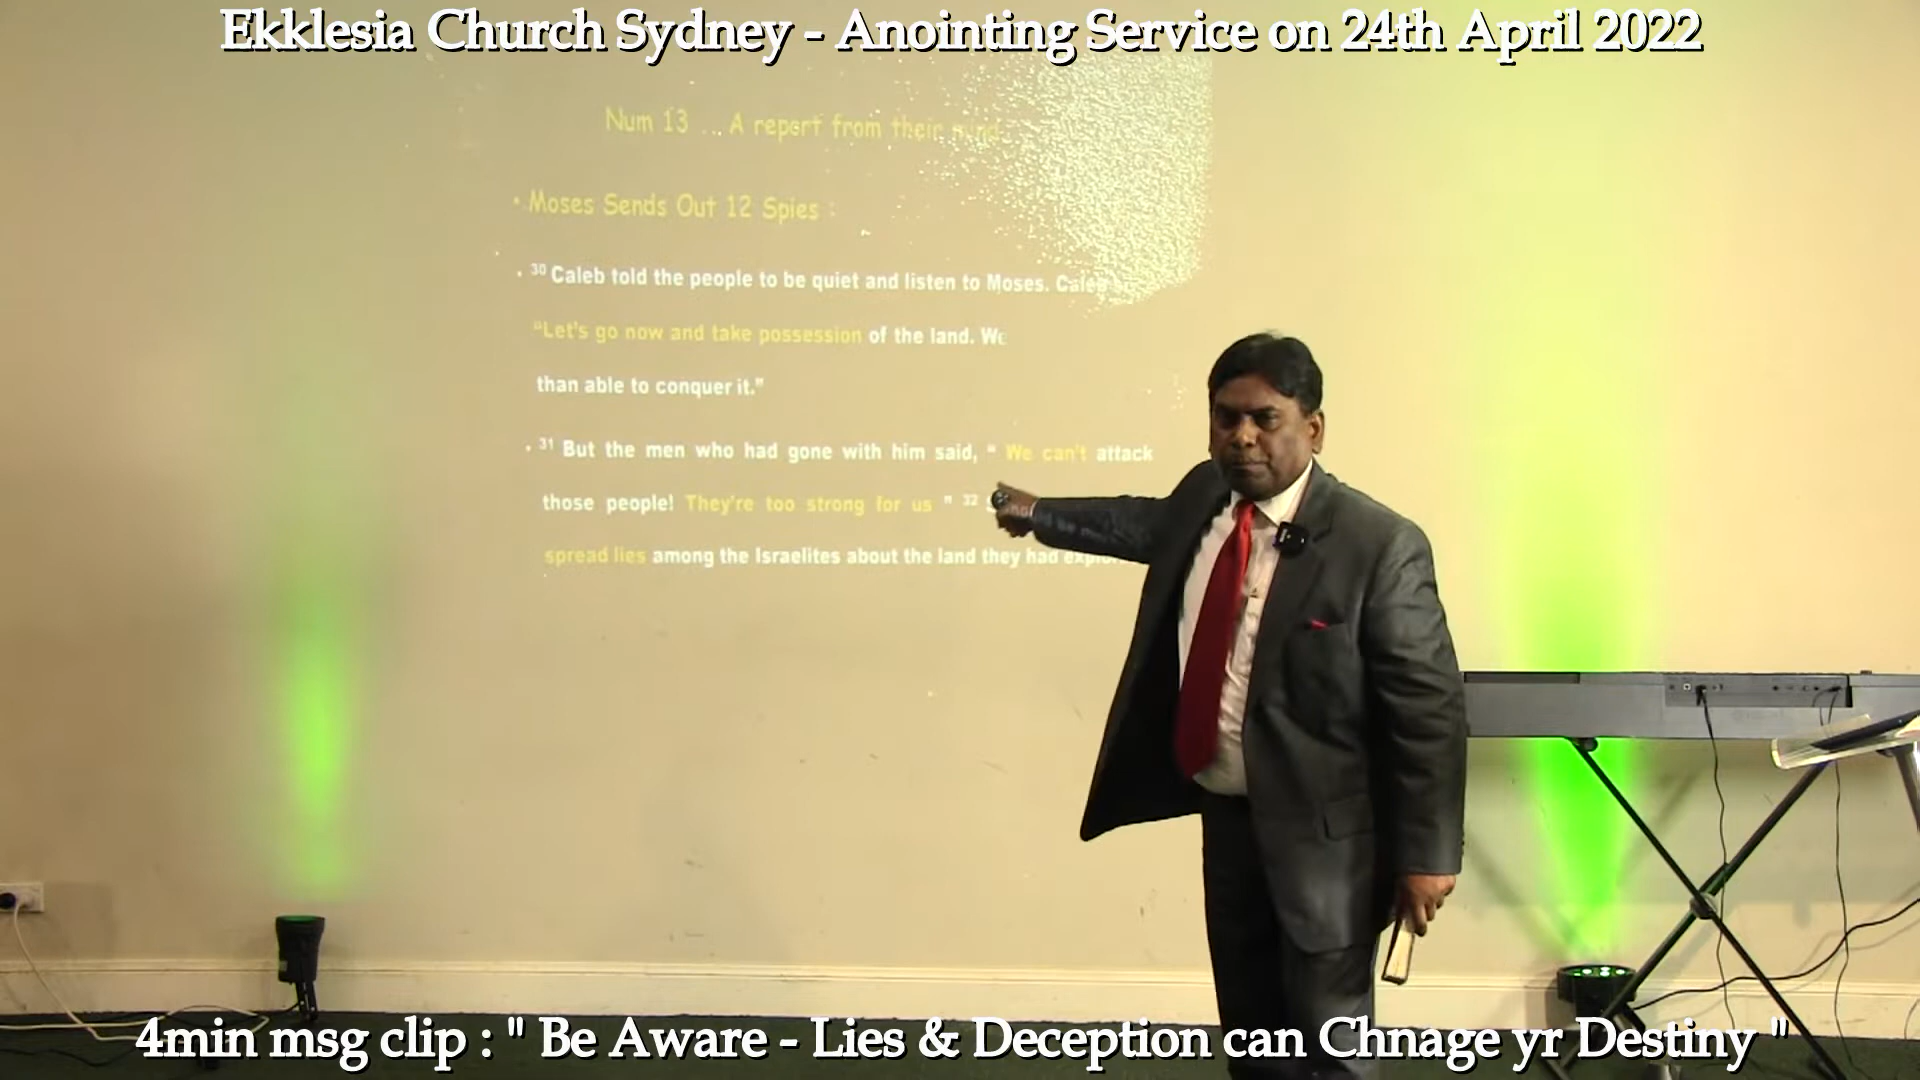 Ekklesia Church Sydney - Anointing Service on 24th April 2022
Num 13 ... A report from their mind
• Moses Sends Out 12 Spies :
• 30 Caleb told the people to be quiet and listen to Moses. Caleb
"Let's go now and take possession of the land. We
than able to conquer it."
• 31 But the men who had gone with him said, " We can't attack
those people! They're too strong for us " 32
spread lies among the Israelites about the land they had
4min msg clip : " Be Aware - Lies & Deception can Chnage yr Destiny "